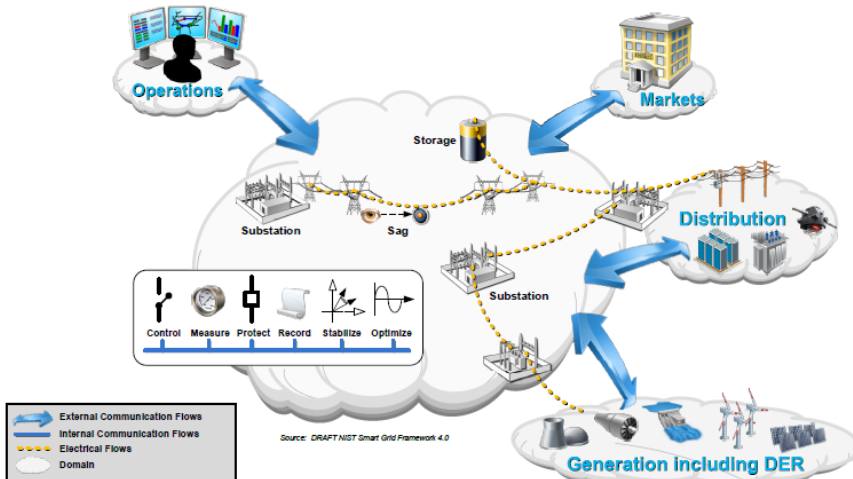 Operations
Markets
Storage
Substation
Sag
Distribution
Substation
Control Measure Protect Record Stabilize Optimize
External Communication Flows
Internal Communication Flows
Electrical Flows
Domain
Source: DRAFT NIST Smart Grid Framework 4.0
Generation including DER